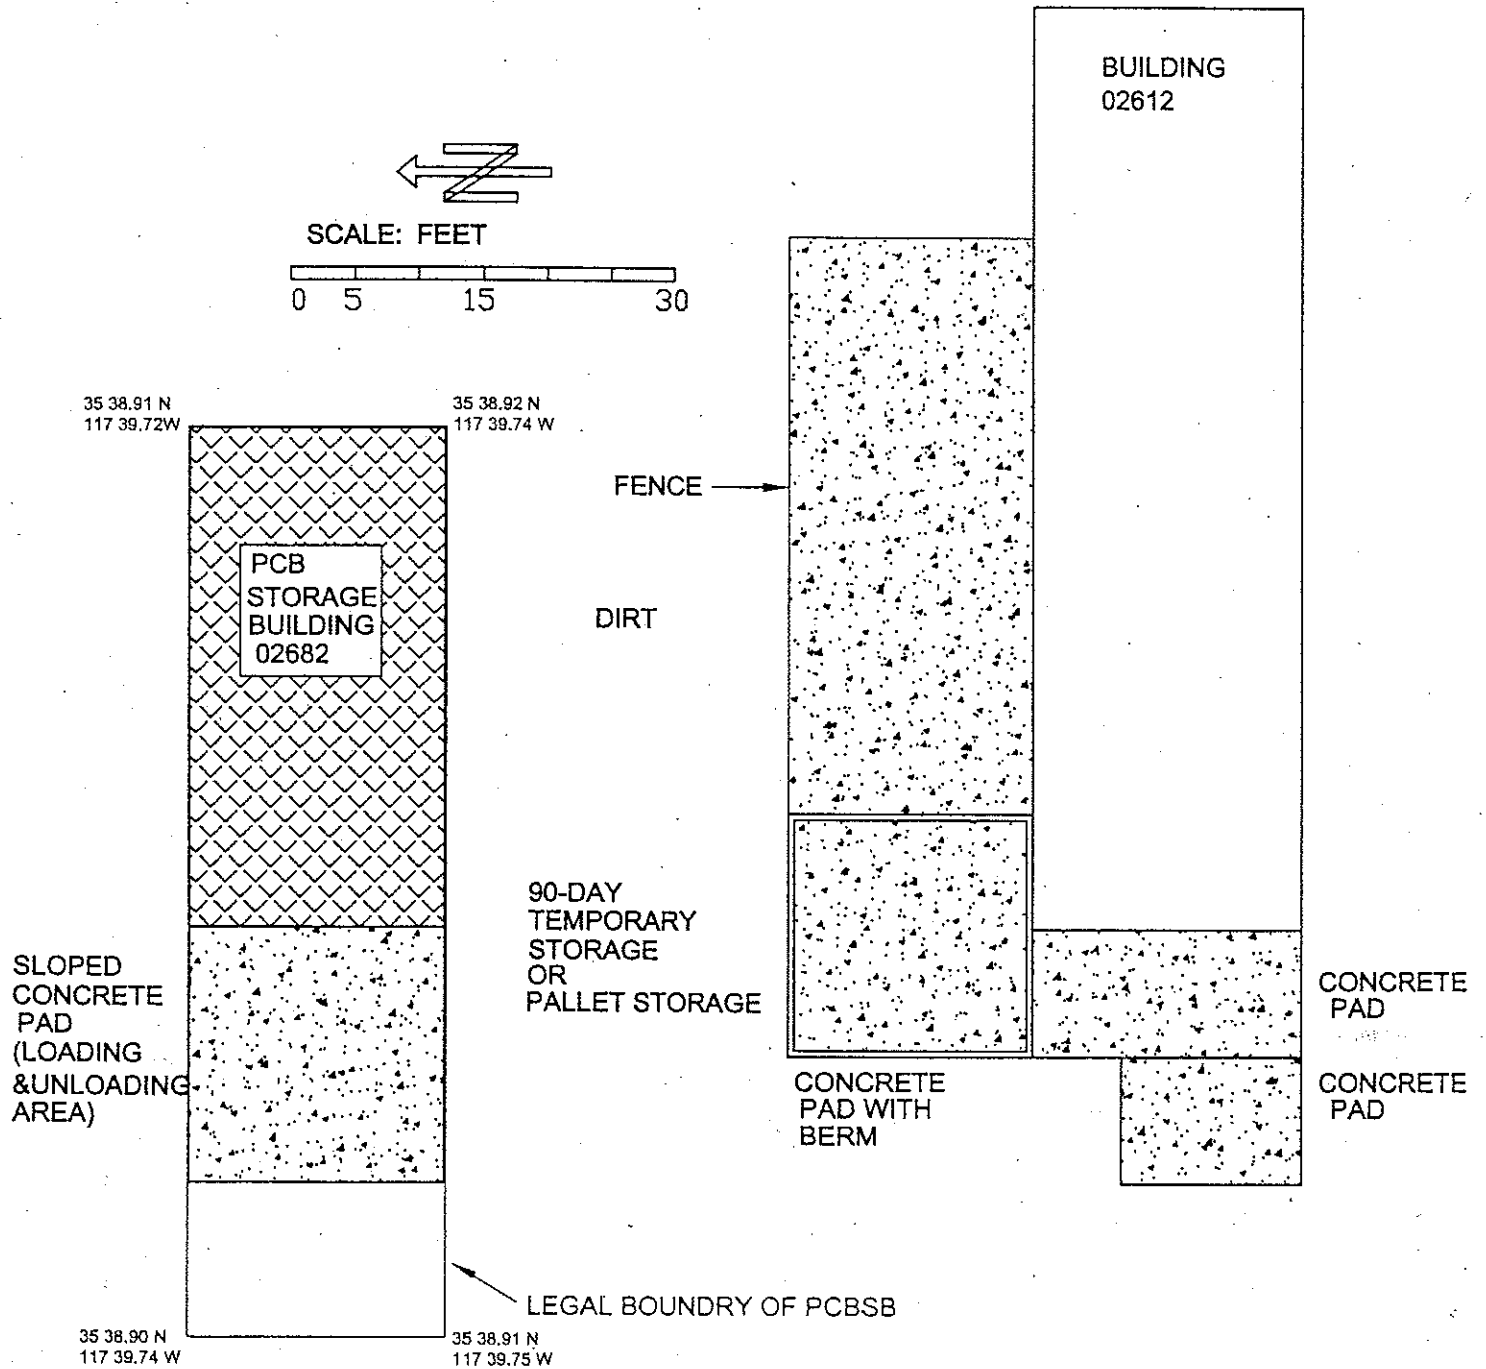 BUILDING
02612
N
SCALE: FEET
0 5 15 30
35 38.91 N
117 39.72W
35 38.92 N
117 39.74 W
FENCE
PCB
STORAGE
BUILDING
02682
DIRT
90-DAY
TEMPORARY
STORAGE
OR
PALLET STORAGE
SLOPED
CONCRETE
PAD
(LOADING
&UNLOADING
AREA)
CONCRETE
PAD
CONCRETE
PAD WITH
BERM
CONCRETE
PAD
LEGAL BOUNDRY OF PCBSB
35 38.90 N
117 39.74 W
35 38.91 N
117 39.75 W